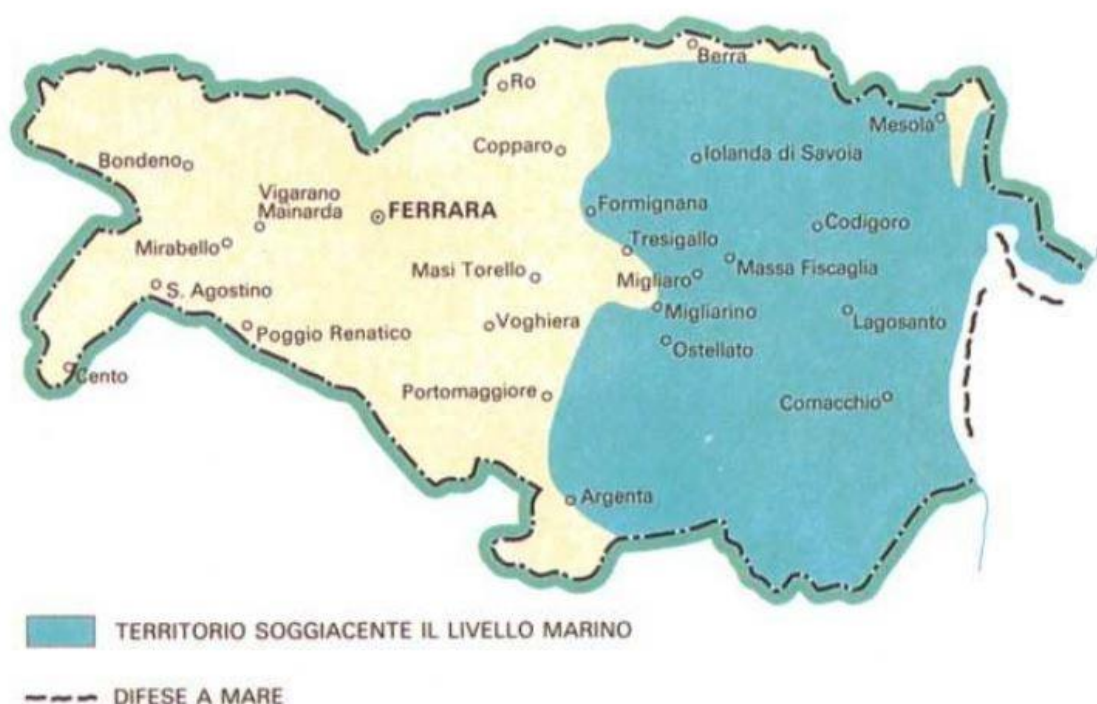 Berra
Ro
Mesola
Copparo
Iolanda di Savoia
Bondeno
Vigarano
Mainarda
FERRARA
Formignana
Codigoro
Mirabello
Tresigallo
Masi Torello
Migliaro
Massa Fiscaglia
S. Agostino
Poggio Renatico
Voghiera
Migliarino
Lagosanto
Ostellato
Cento
Portomaggiore
Comacchio
Argenta
TERRITORIO SOGGIACENTE IL LIVELLO MARINO
DIFESE A MARE